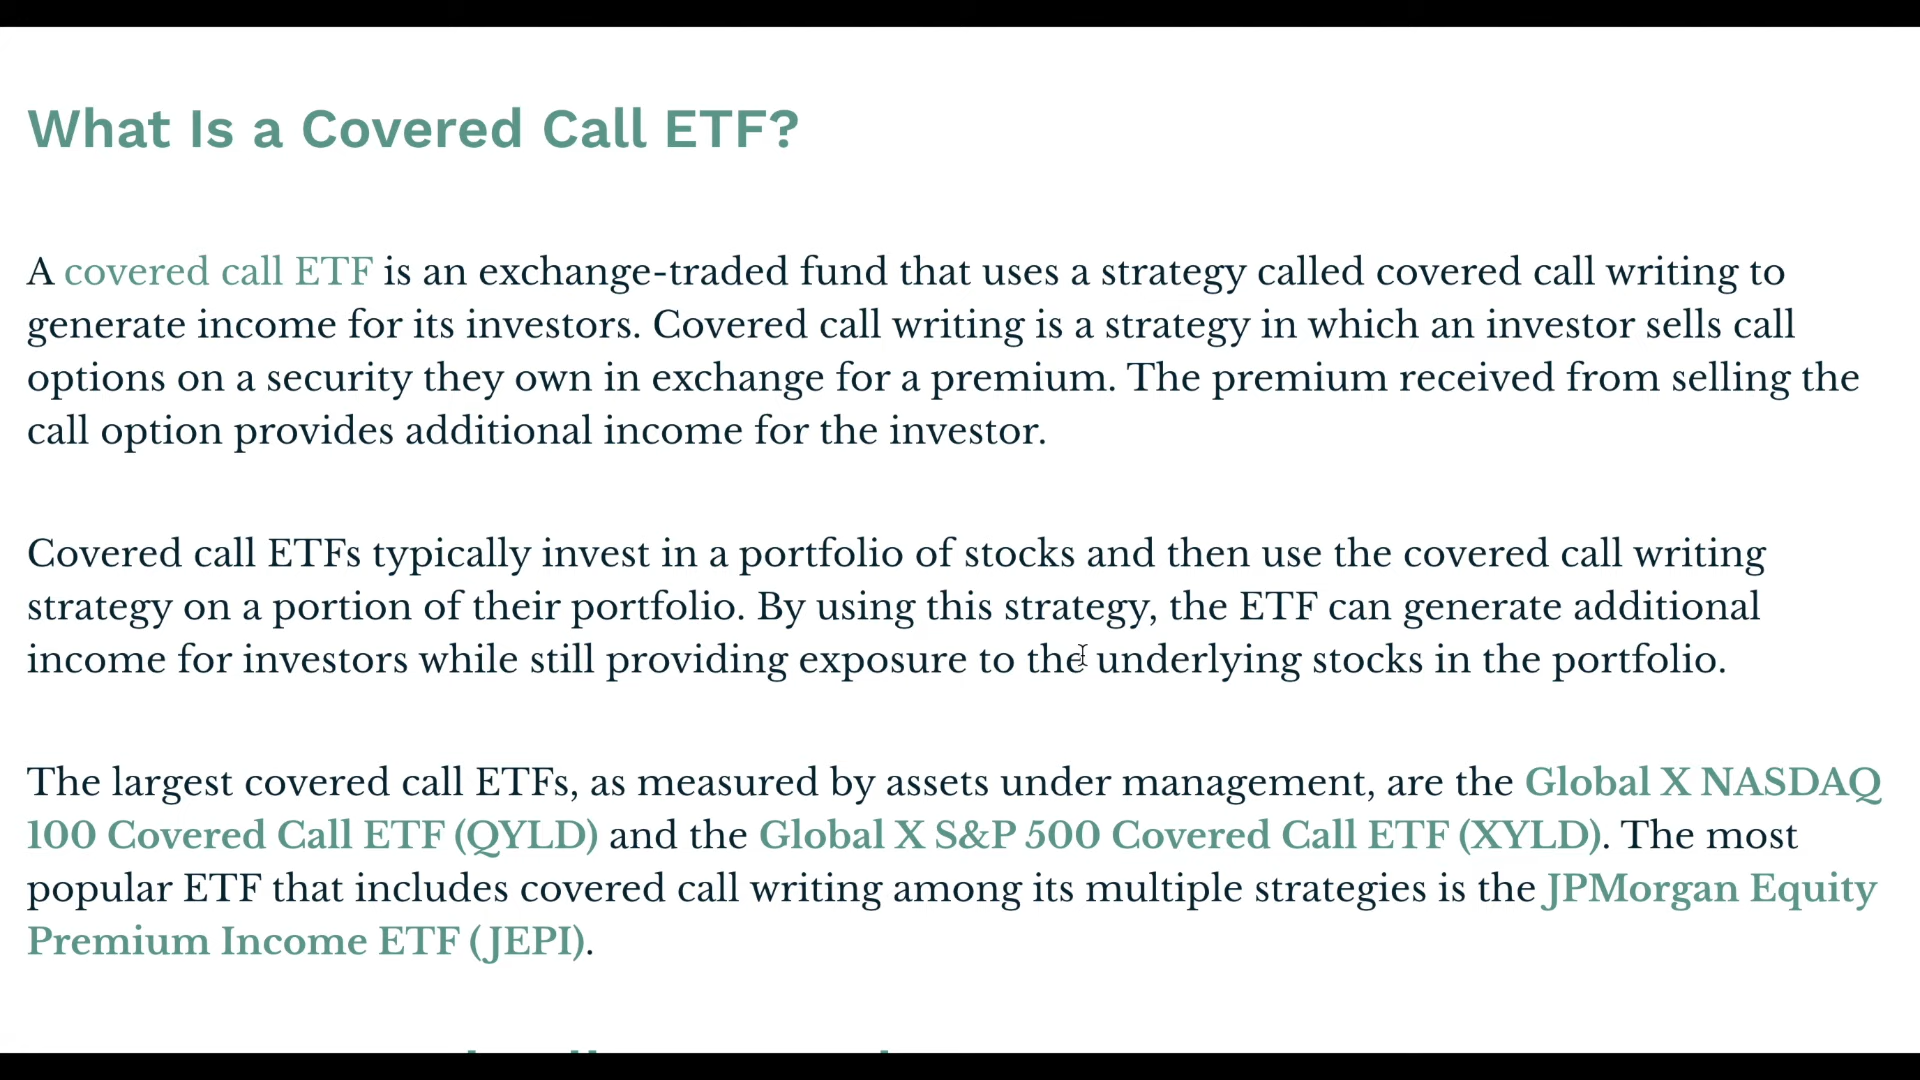 What Is a Covered Call ETF?
A covered call ETF is an exchange-traded fund that uses a strategy called covered call writing to
generate income for its investors. Covered call writing is a strategy in which an investor sells call
options on a security they own in exchange for a premium. The premium received from selling the
call option provides additional income for the investor.
Covered call ETFs typically invest in a portfolio of stocks and then use the covered call writing
strategy on a portion of their portfolio. By using this strategy, the ETF can generate additional
income for investors while still providing exposure to the underlying stocks in the portfolio.
The largest covered call ETFs, as measured by assets under management, are the Global X NASDAQ
100 Covered Call ETF (QYLD) and the Global X S&P 500 Covered Call ETF (XYLD). The most
popular ETF that includes covered call writing among its multiple strategies is the JPMorgan Equity
Premium Income ETF (JEPI).